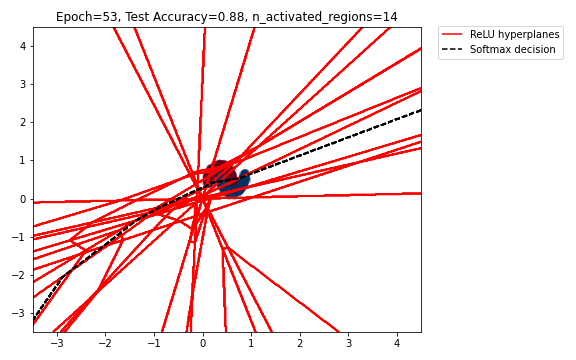 Epoch=53, Test Accuracy=0.88, n_activated_regions=14
ReLU hyperplanes
Softmax decision
4
3
2
1
0
−1
−2
−3
−3 −2 −1 0 1 2 3 4